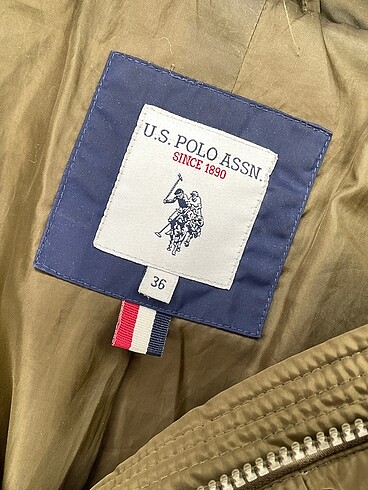 U.S. POLO ASSN.
SINCE 1890
36